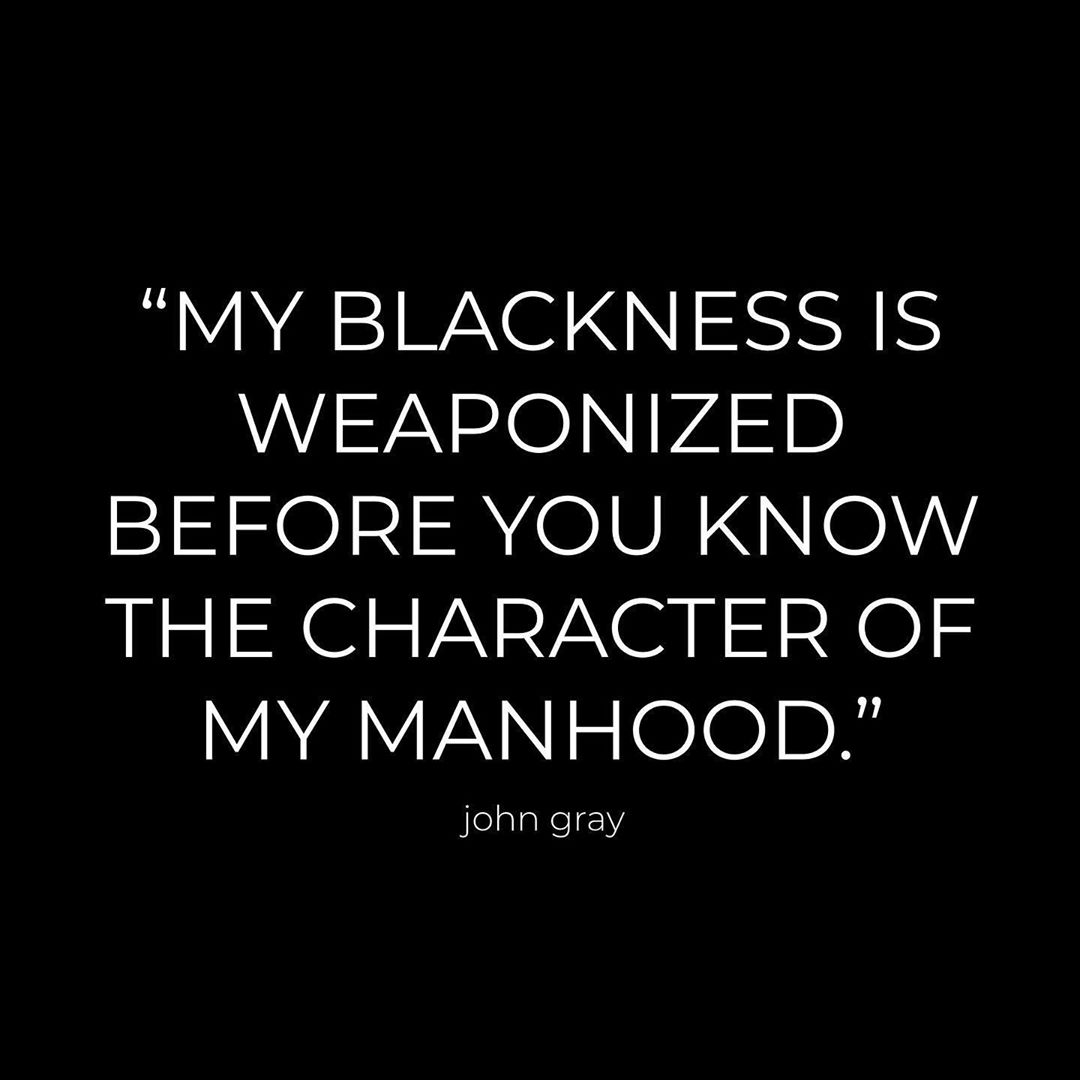 “MY BLACKNESS IS
WEAPONIZED
BEFORE YOU KNOW
THE CHARACTER OF
MY MANHOOD.”
john gray